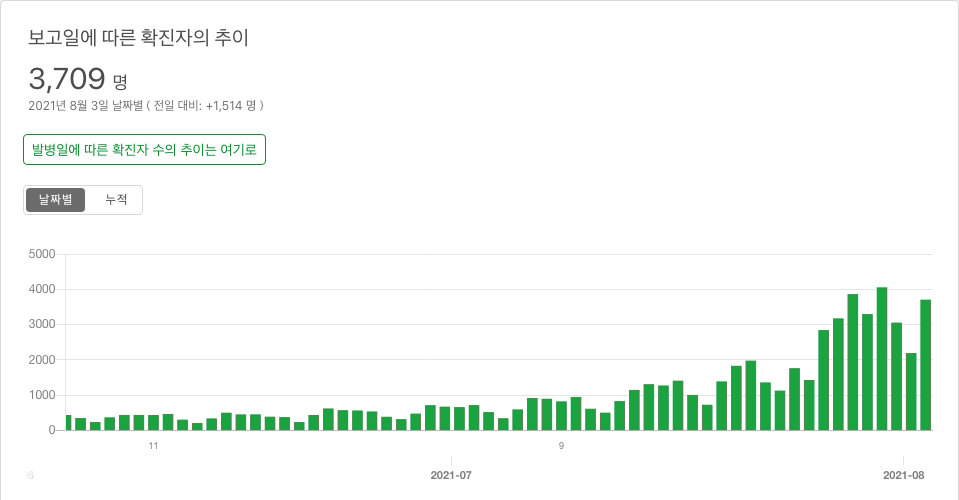 보고일에 따른 확진자의 추이
3,709 명
2021년 8월 3일 날짜별 ( 전일 대비: +1,514 명 )
발병일에 따른 확진자 수의 추이는 여기로
날짜별 누적
5000
4000
3000
2000
1000
0
11 9
2021-07 2021-08